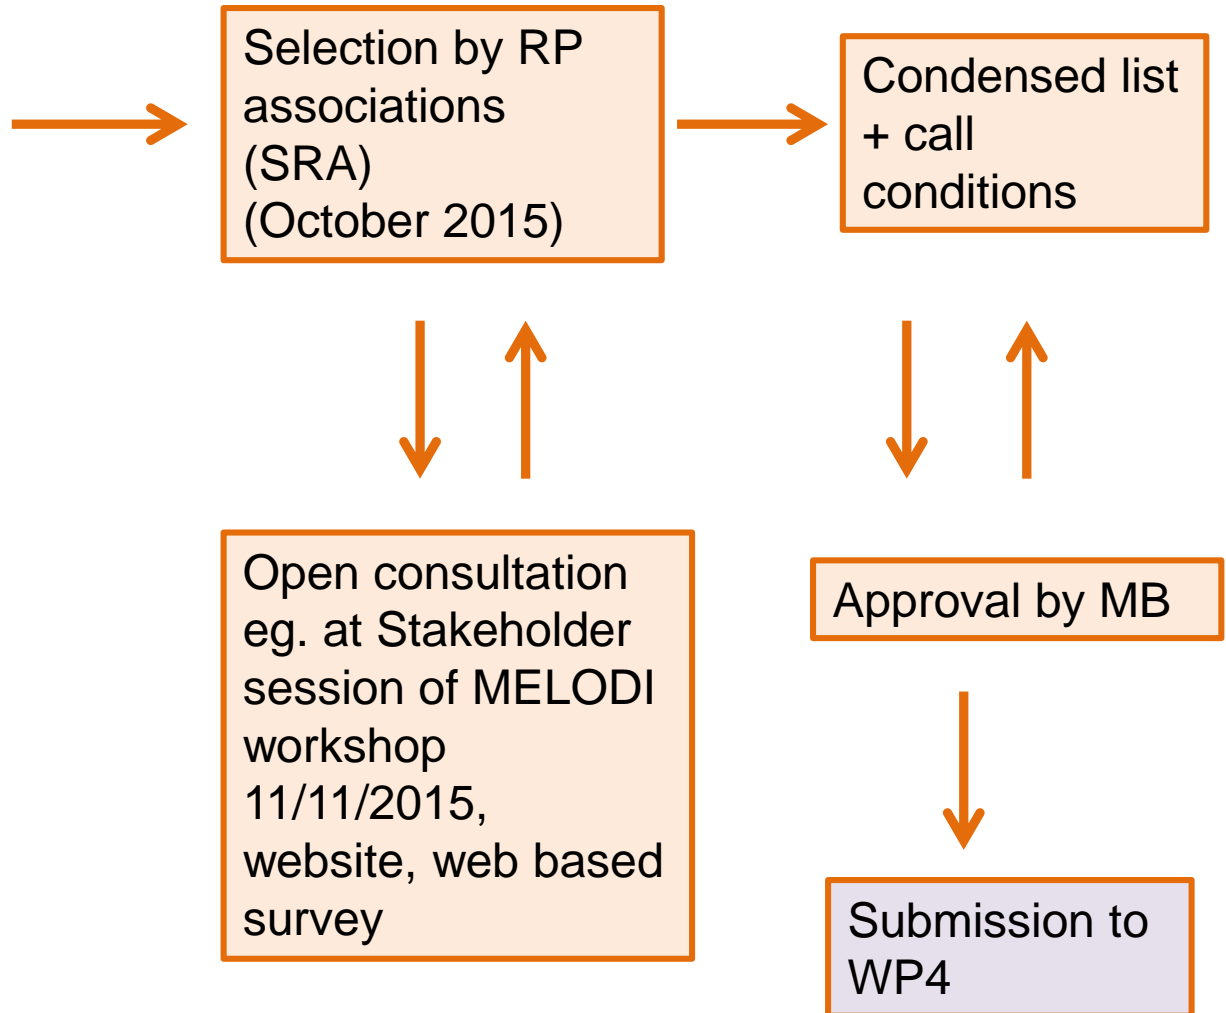 Selection by RP
associations
(SRA)
(October 2015)
Condensed list
+ call
conditions
Open consultation
eg. at Stakeholder
session of MELODI
workshop
11/11/2015,
website, web based
survey
Approval by MB
Submission to
WP4